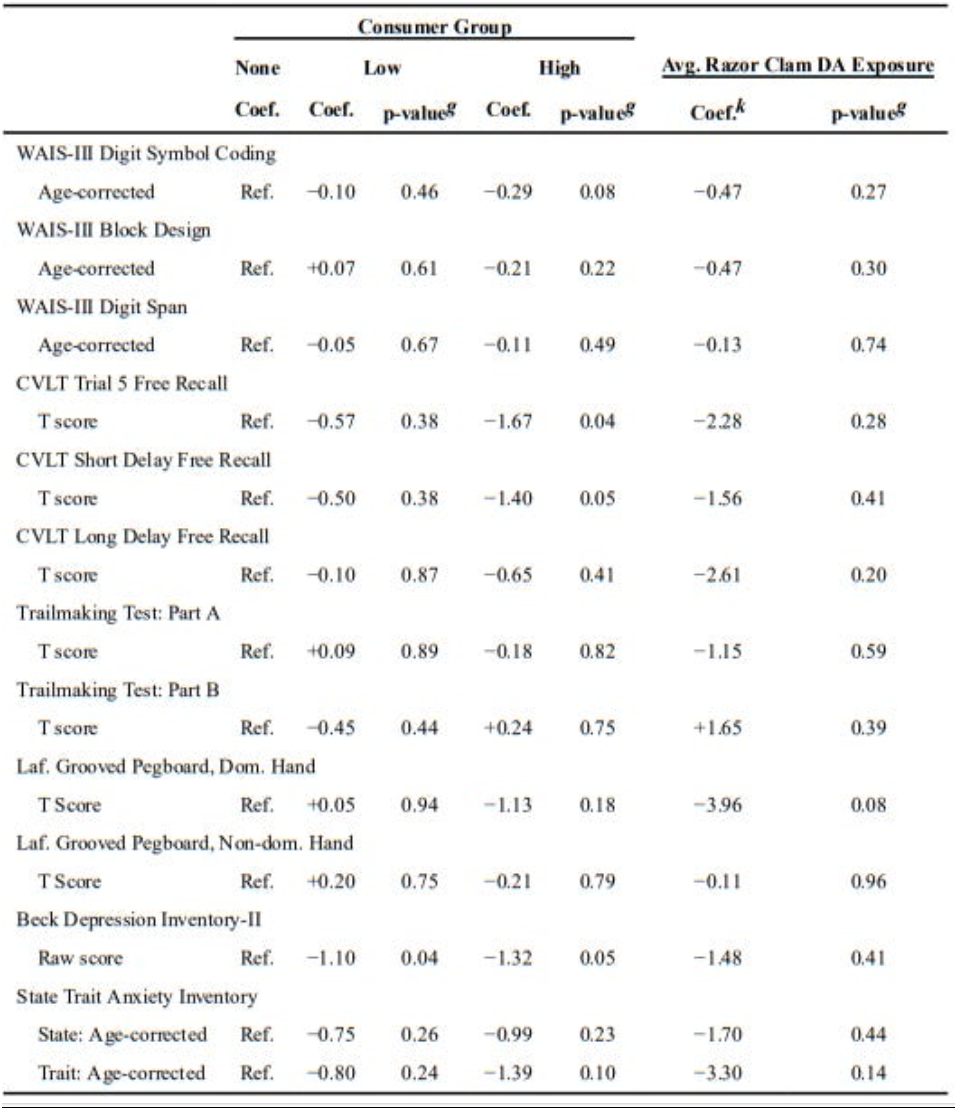 Consumer Group
None Low High Avg. Razor Clam DA Exposure
Coef. Coef. p-valueg Coef. p-valueg Coef.k p-valueg
WAIS-III Digit Symbol Coding
Age-corrected Ref. −0.10 0.46 −0.29 0.08 −0.47 0.27
WAIS-III Block Design
Age-corrected Ref. +0.07 0.61 −0.21 0.22 −0.47 0.30
WAIS-III Digit Span
Age-corrected Ref. −0.05 0.67 −0.11 0.49 −0.13 0.74
CVLT Trial 5 Free Recall
T score Ref. −0.57 0.38 −1.67 0.04 −2.28 0.28
CVLT Short Delay Free Recall
T score Ref. −0.50 0.38 −1.40 0.05 −1.56 0.41
CVLT Long Delay Free Recall
T score Ref. −0.10 0.87 −0.65 0.41 −2.61 0.20
Trailmaking Test: Part A
T score Ref. +0.09 0.89 −0.18 0.82 −1.15 0.59
Trailmaking Test: Part B
T score Ref. −0.45 0.44 +0.24 0.75 +1.65 0.39
Laf. Grooved Pegboard, Dom. Hand
T Score Ref. +0.05 0.94 −1.13 0.18 −3.96 0.08
Laf. Grooved Pegboard, Non-dom. Hand
T Score Ref. +0.20 0.75 −0.21 0.79 −0.11 0.96
Beck Depression Inventory-II
Raw score Ref. −1.10 0.04 −1.32 0.05 −1.48 0.41
State Trait Anxiety Inventory
State: Age-corrected Ref. −0.75 0.26 −0.99 0.23 −1.70 0.44
Trait: Age-corrected Ref. −0.80 0.24 −1.39 0.10 −3.30 0.14